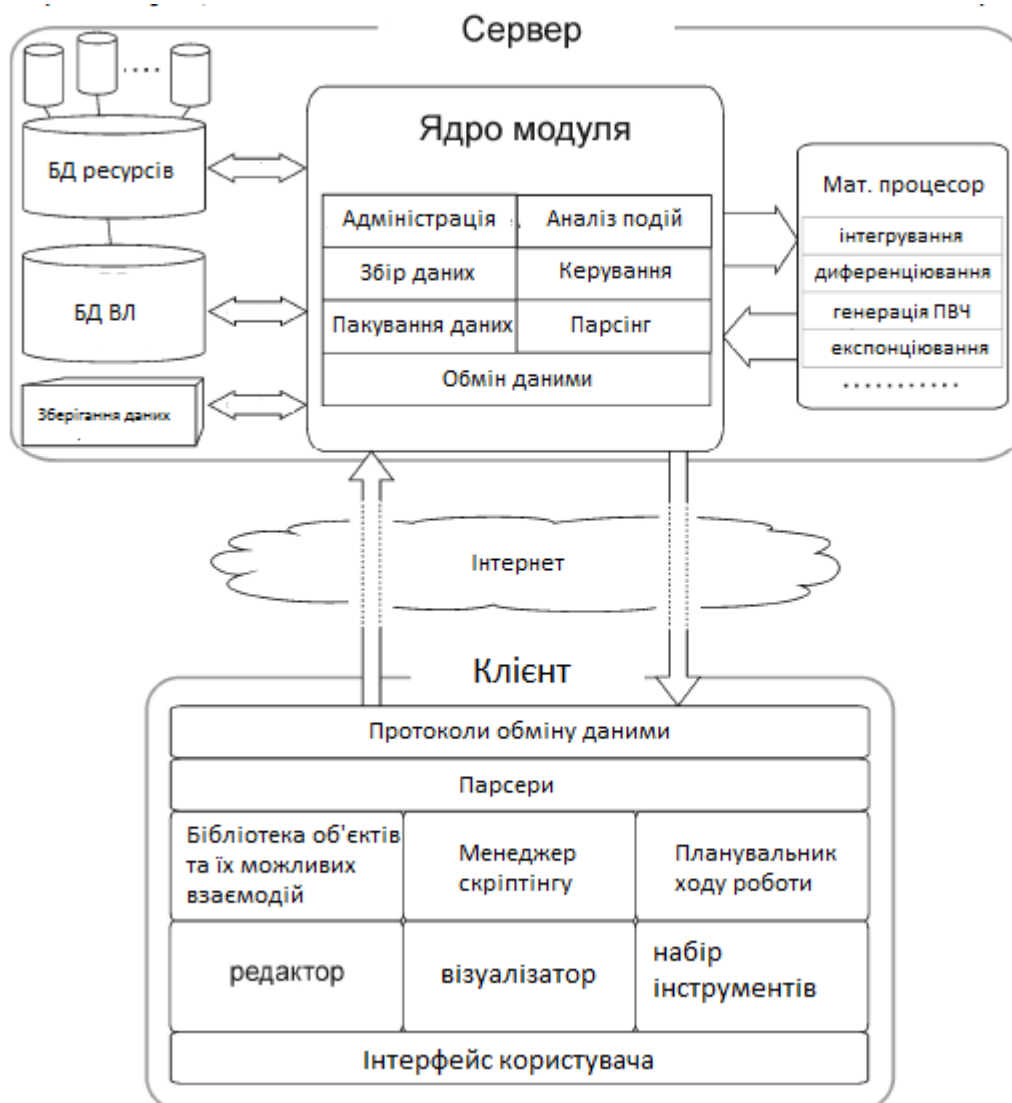 Сервер
Ядро модуля
БД ресурсів
Мат. процесор
Адміністрація
Аналіз подій
інтегрування
Збір даних
Керування
диференціювання
БД ВЛ
Пакування даних
Парсінг
генерація ПВЧ
експонціювання
Обмін даними
Зберігання даних
Інтернет
Клієнт
Протоколи обміну даними
Парсери
Бібліотека об'єктів
та їх можливих
взаємодій
Менеджер
скріптінгу
Планувальник
ходу роботи
редактор
візуалізатор
набір
інструментів
Інтерфейс користувача